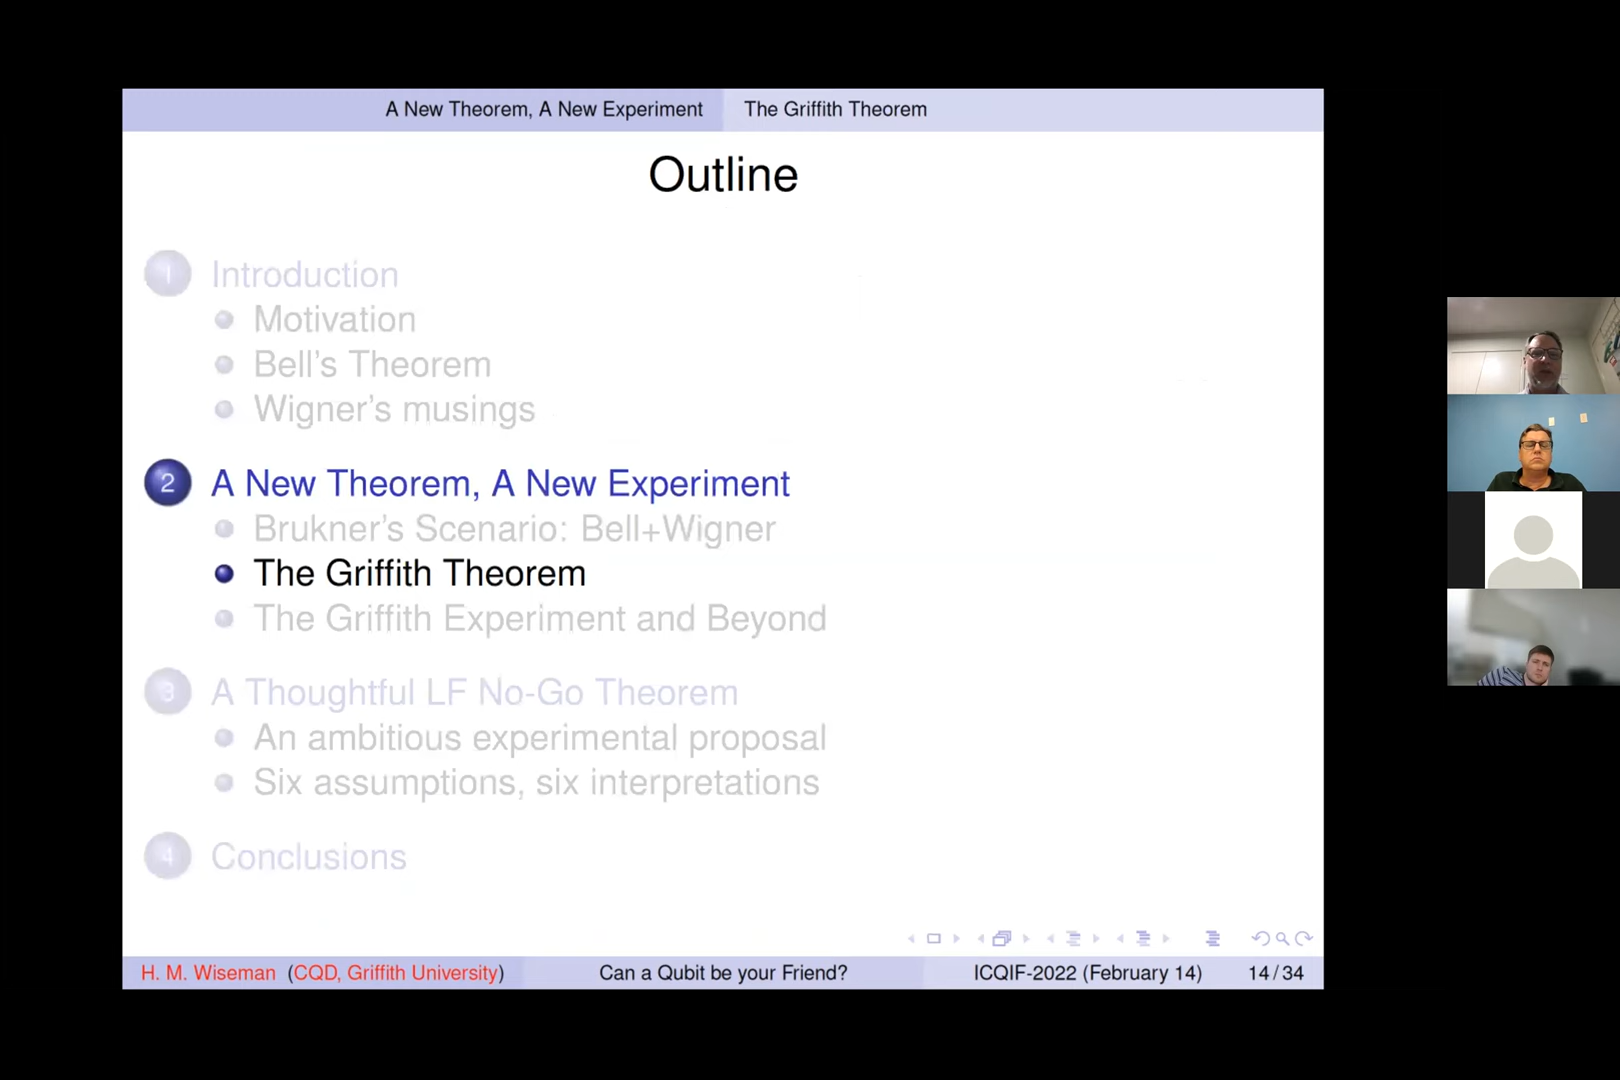 A New Theorem, A New Experiment The Griffith Theorem
Outline
1 Introduction
Motivation
Bell's Theorem
Wigner's musings
2 A New Theorem, A New Experiment
Brukner's Scenario: Bell+Wigner
The Griffith Theorem
The Griffith Experiment and Beyond
3 A Thoughtful LF No-Go Theorem
An ambitious experimental proposal
Six assumptions, six interpretations
4 Conclusions
H. M. Wiseman (CQD, Griffith University) Can a Qubit be your Friend? ICQIF-2022 (February 14) 14/34